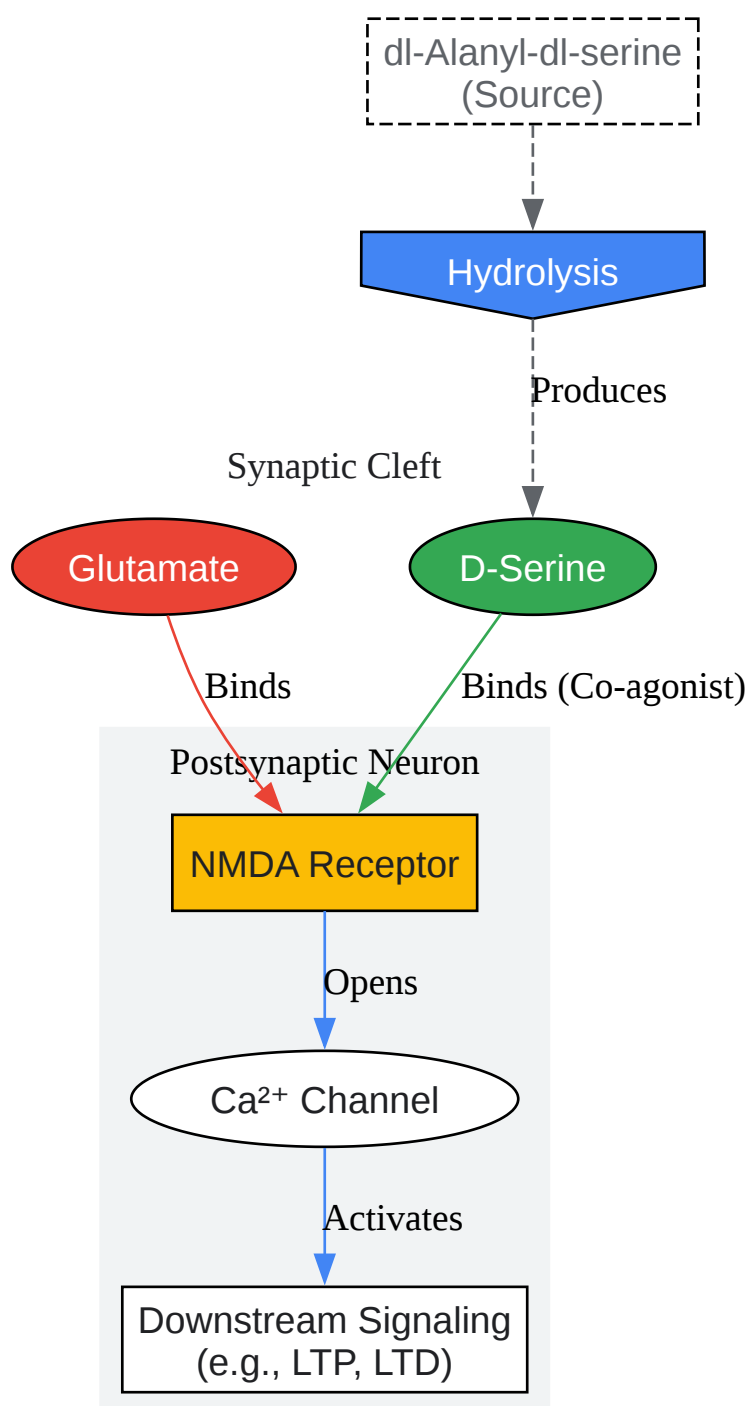 dl-Alanyl-dl-serine
(Source)
Hydrolysis
Produces
Synaptic Cleft
Glutamate
D-Serine
Binds
Binds (Co-agonist)
Postsynaptic Neuron
NMDA Receptor
Opens
Ca²⁺ Channel
Activates
Downstream Signaling
(e.g., LTP, LTD)